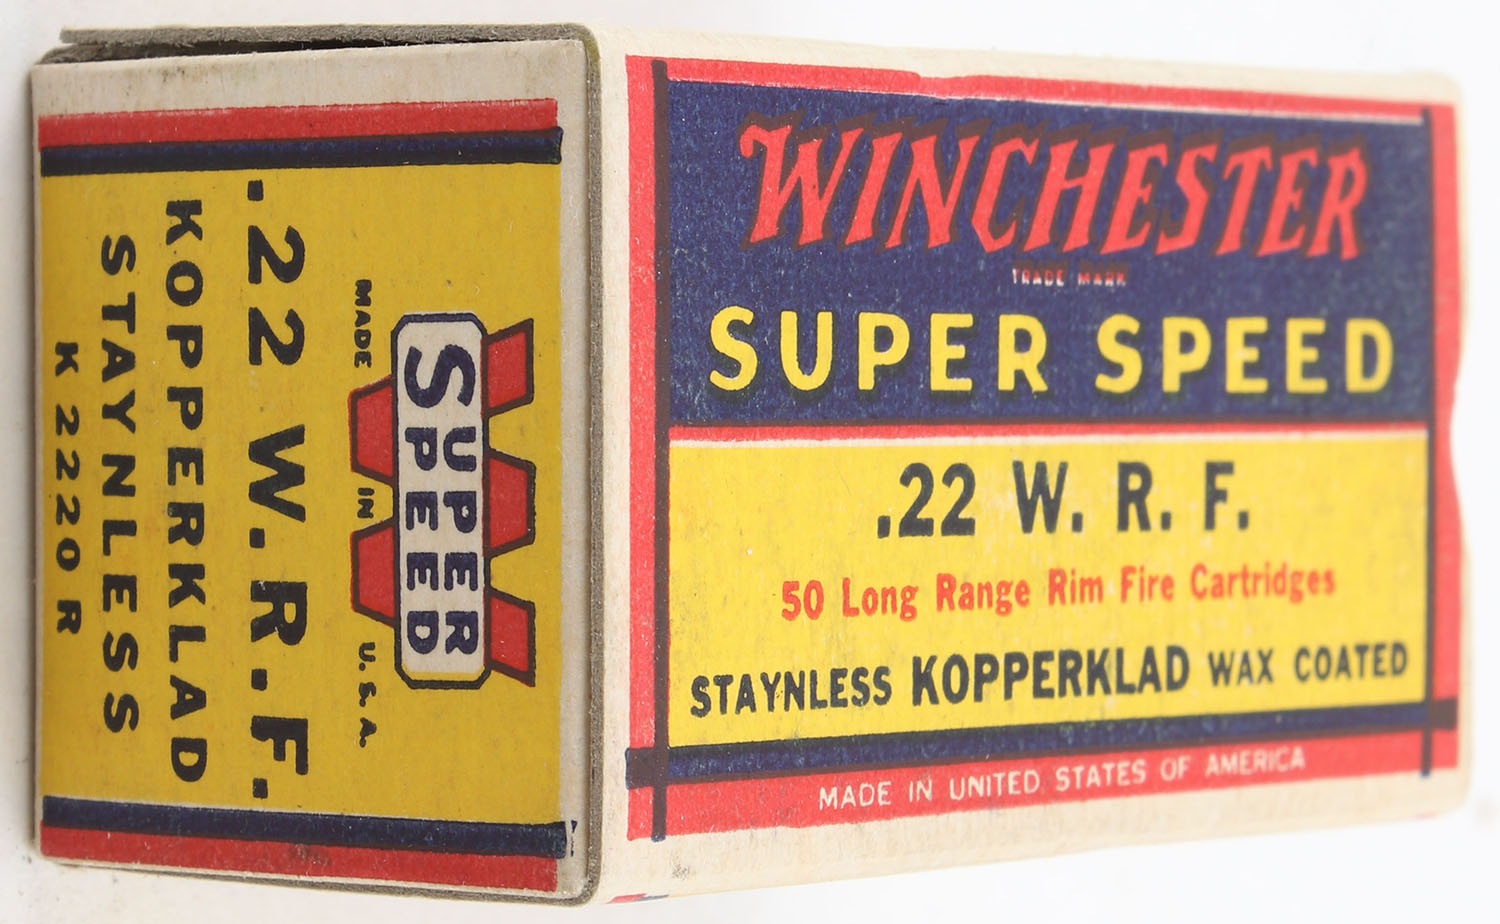 WINCHESTER
TRADE MARK
SUPER SPEED
.22 W. R. F.
50 Long Range Rim Fire Cartridges
STAYNLESS KOPPERKLAD WAX COATED
MADE IN UNITED STATES OF AMERICA
SUPER
SPEED
MADE IN U.S.A.
.22 W.R.F.
KOPPERKLAD
STAYNLESS
K 2220 R